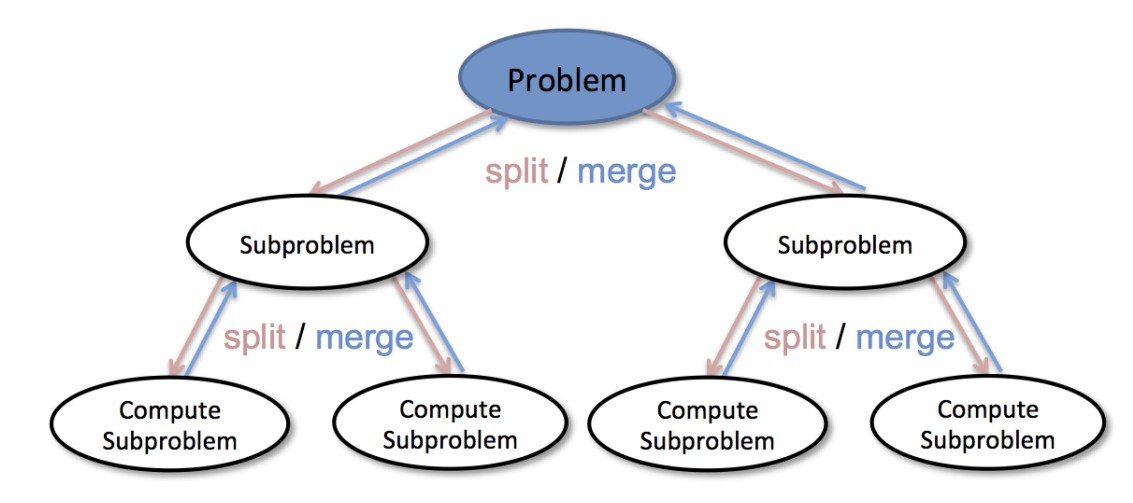 Problem
split / merge
Subproblem
Subproblem
split / merge
split / merge
Compute
Subproblem
Compute
Subproblem
Compute
Subproblem
Compute
Subproblem